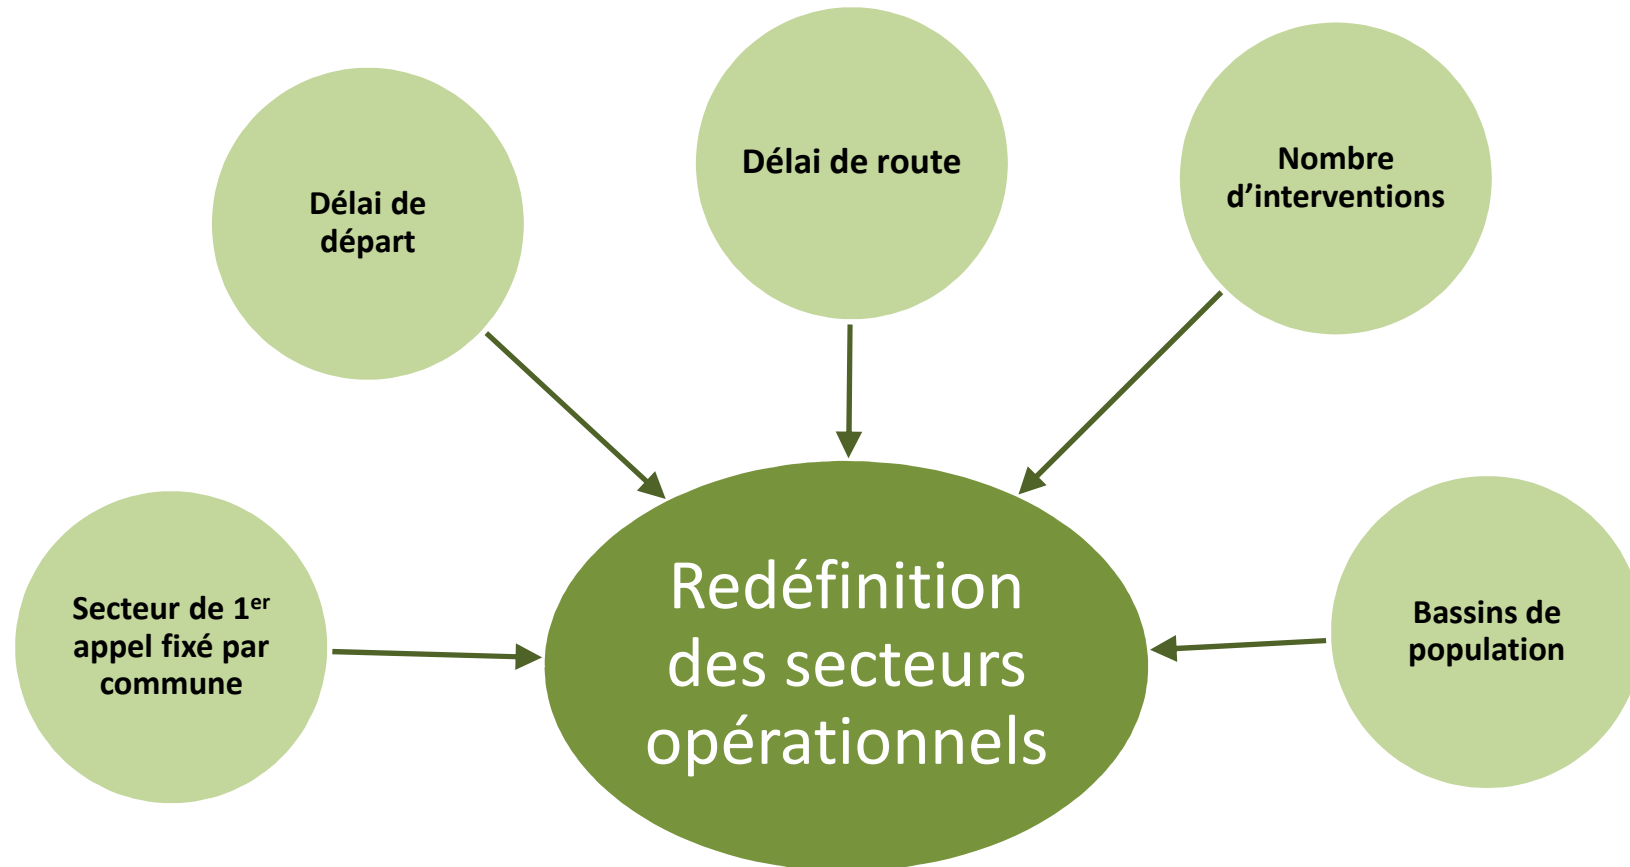 Délai de
départ
Délai de route
Nombre
d’interventions
Secteur de 1er
appel fixé par
commune
Redéfinition
des secteurs
opérationnels
Bassins de
population